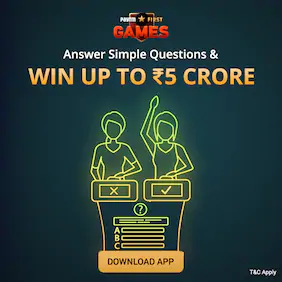 PAYTM FIRST
GAMES
Answer Simple Questions &
WIN UP TO ₹5 CRORE
?
A
B
C
DOWNLOAD APP
T&C Apply